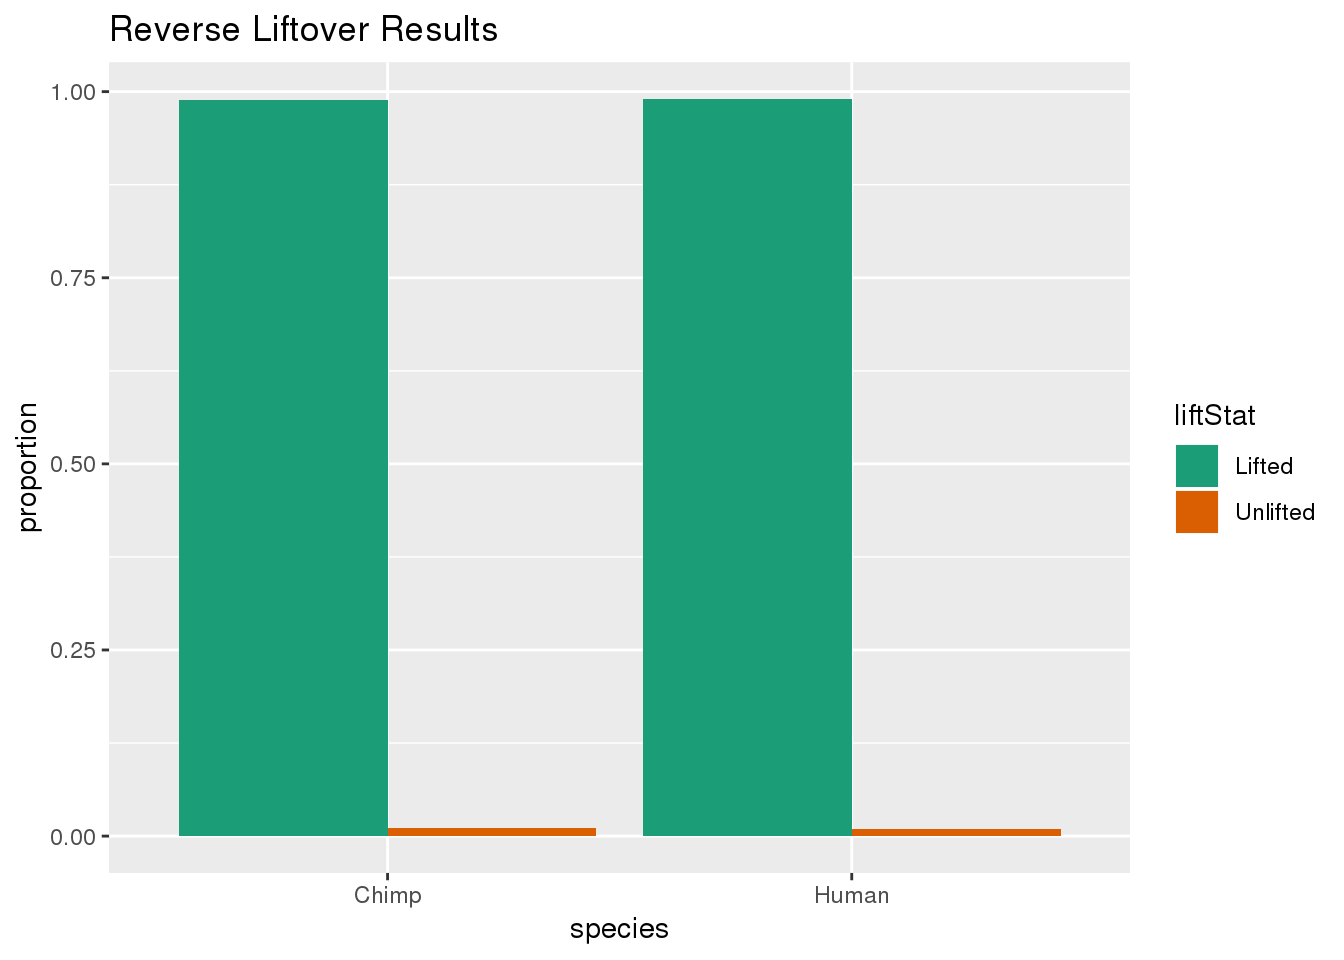 Reverse Liftover Results
1.00
0.75
0.50
0.25
0.00
proportion
Chimp
Human
species
liftStat
Lifted
Unlifted